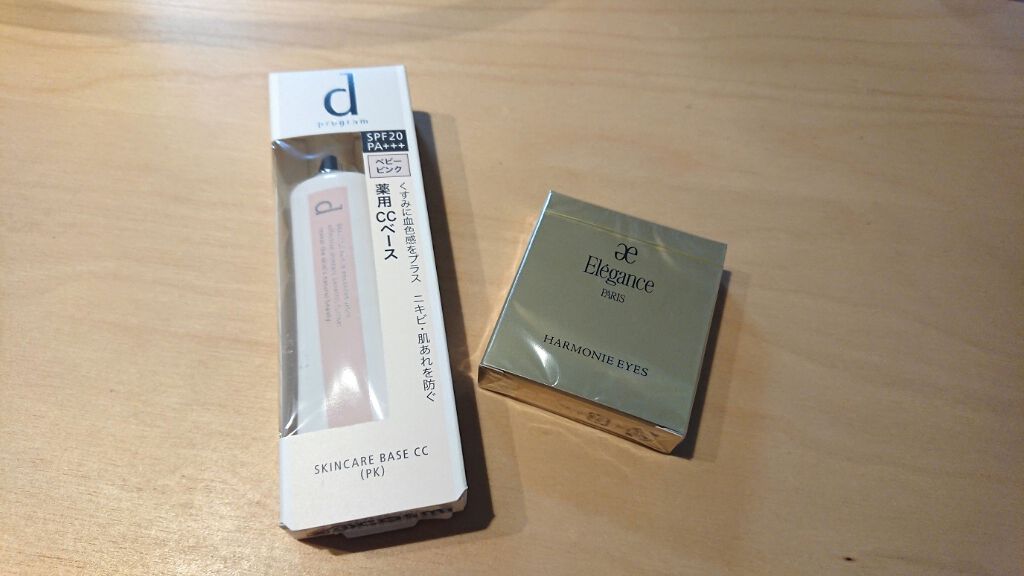 d
program
SPF20
PA+++
ベビー
ピンク
薬用CCベース
くすみに血色感をプラス ニキビ・肌あれを防ぐ
d
SKINCARE BASE CC
(PK)
æ
Elégance
PARIS
HARMONIE EYES